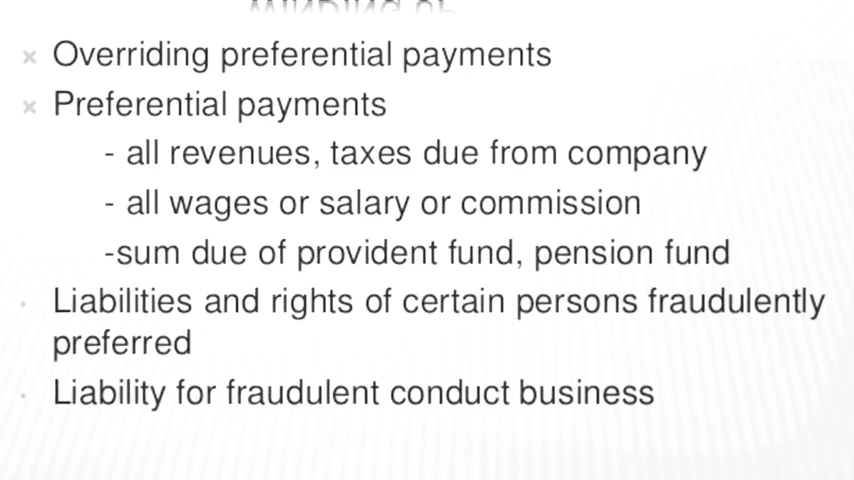 × Overriding preferential payments
× Preferential payments
- all revenues, taxes due from company
- all wages or salary or commission
-sum due of provident fund, pension fund
· Liabilities and rights of certain persons fraudulently
preferred
· Liability for fraudulent conduct business